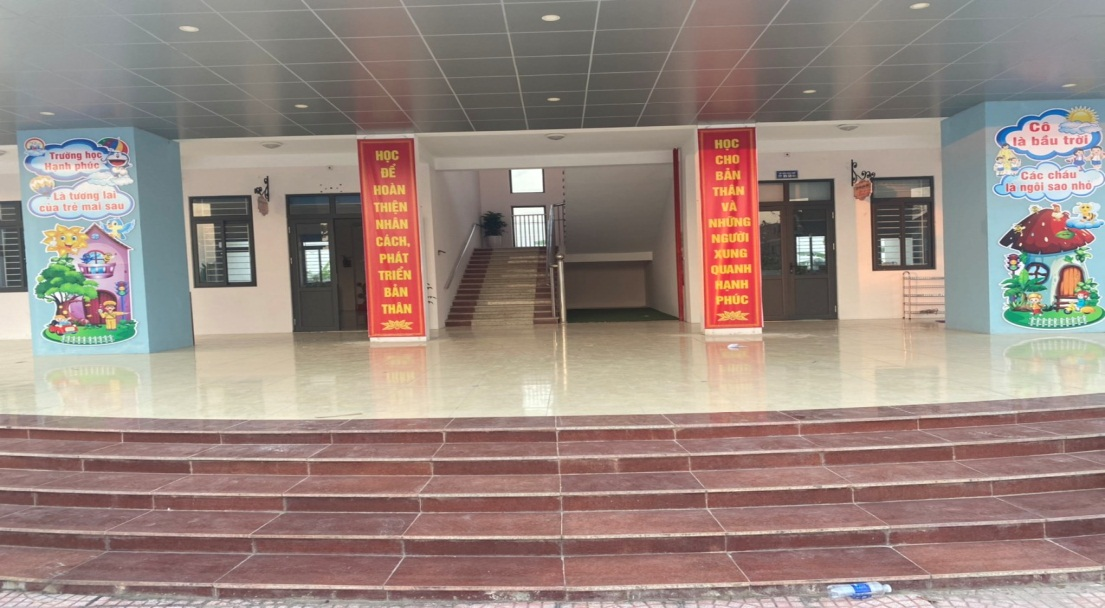 Trường học
Hạnh phúc
Là tương lai
của trẻ mai sau
HỌC
ĐỂ
HOÀN
THIỆN
NHÂN
CÁCH,
PHÁT
TRIỂN
BẢN
THÂN
HỌC
CHO
BẢN
THÂN
VÀ
NHỮNG
NGƯỜI
XUNG
QUANH
HẠNH
PHÚC
Cô
là bầu trời
Các cháu
là ngôi sao nhỏ